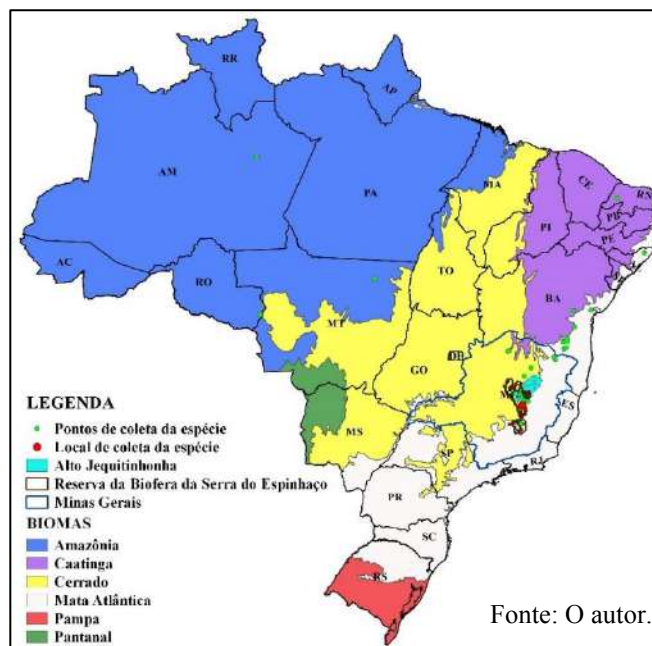 RR
AP
AM
PA
MA
CE
RN
PB
PE
PI
AC
RO
TO
BA
MT
GO
DF
MS
ES
SP
RJ
PR
SC
RS
LEGENDA
Pontos de coleta da espécie
Local de coleta da espécie
Alto Jequitinhonha
Reserva da Biofera da Serra do Espinhaço
Minas Gerais
BIOMAS
Amazônia
Caatinga
Cerrado
Mata Atlântica
Pampa
Pantanal
Fonte: O autor.